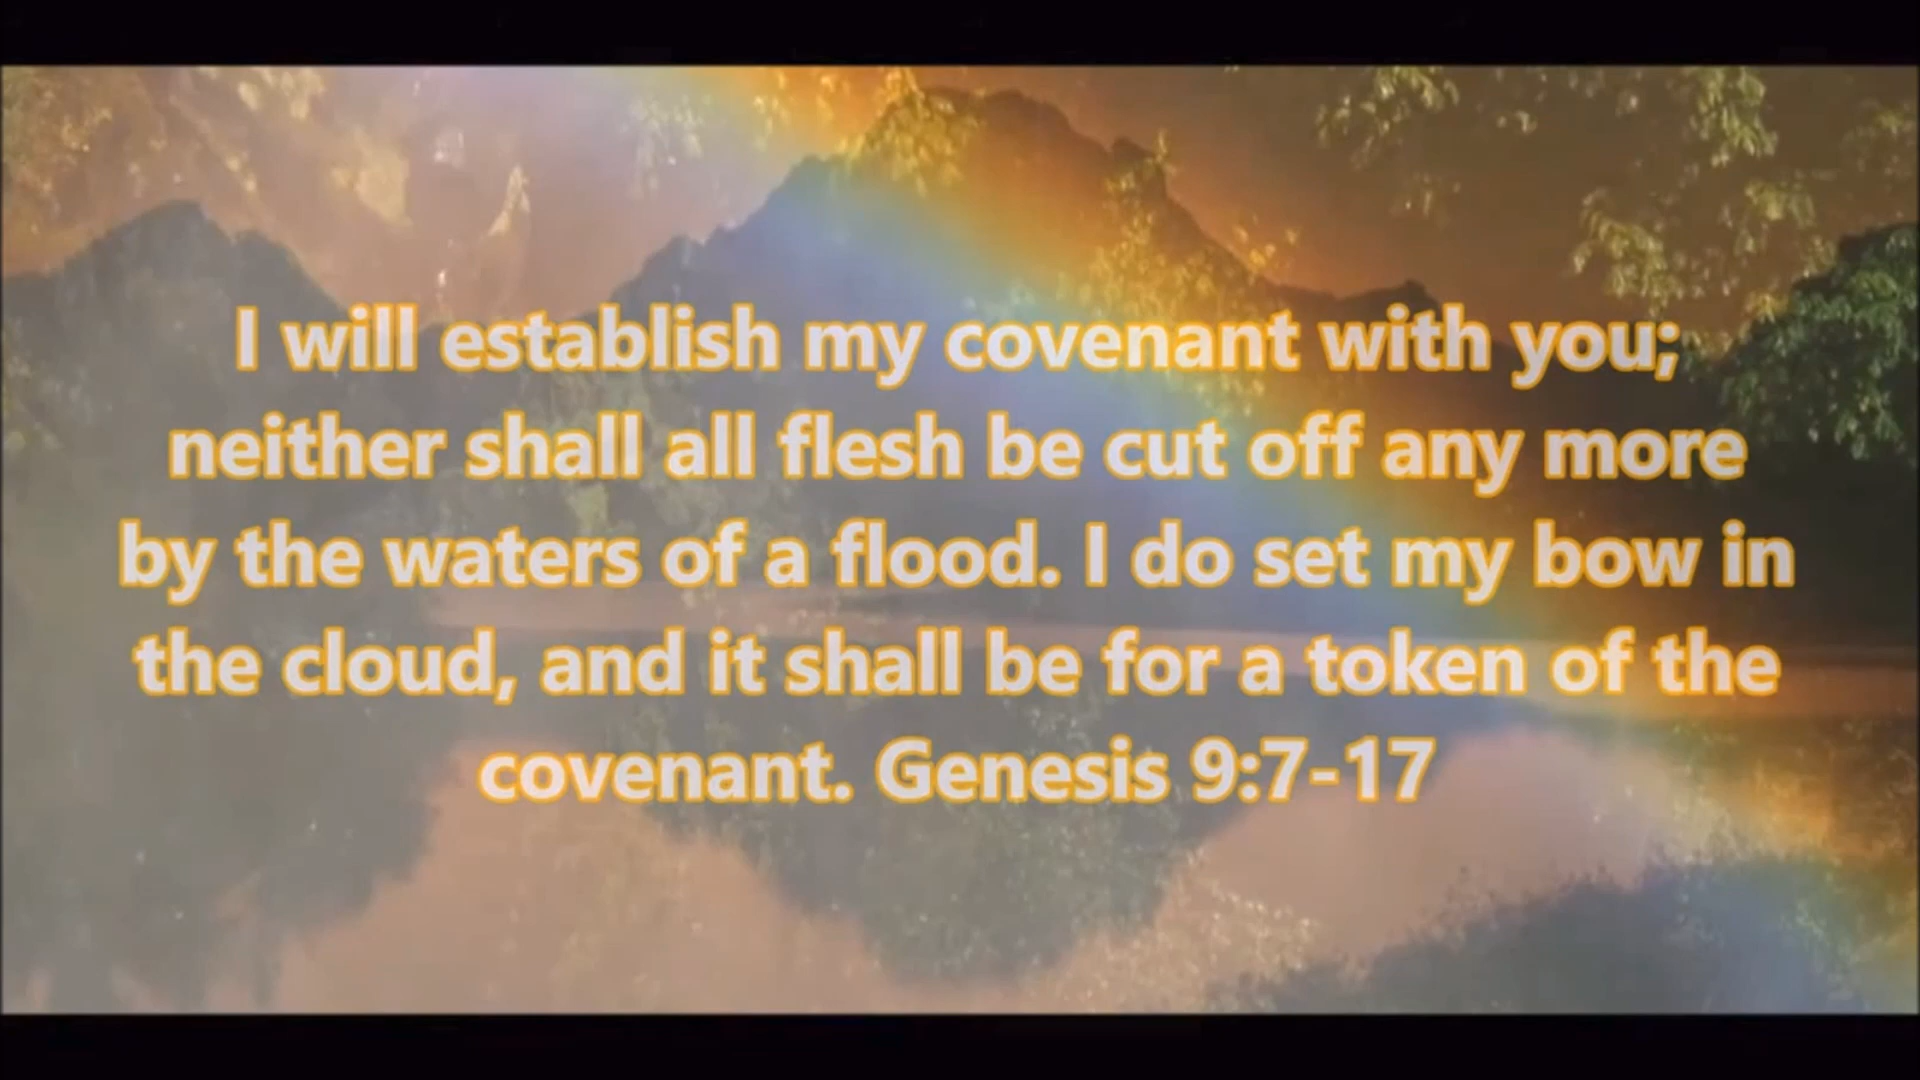 I will establish my covenant with you;
neither shall all flesh be cut off any more
by the waters of a flood. I do set my bow in
the cloud, and it shall be for a token of the
covenant. Genesis 9:7-17